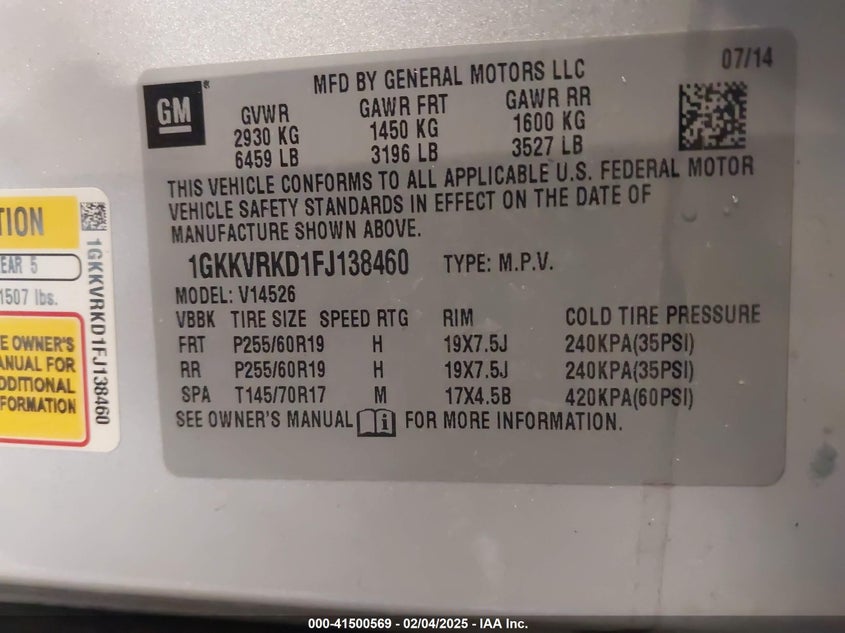 07/14
MFD BY GENERAL MOTORS LLC
GM
GVWR GAWR FRT GAWR RR
2930 KG 1450 KG 1600 KG
6459 LB 3196 LB 3527 LB
THIS VEHICLE CONFORMS TO ALL APPLICABLE U.S. FEDERAL MOTOR
VEHICLE SAFETY STANDARDS IN EFFECT ON THE DATE OF
MANUFACTURE SHOWN ABOVE.
1GKKVRKD1FJ138460 TYPE: M.P.V.
MODEL: V14526
VBBK TIRE SIZE SPEED RTG RIM COLD TIRE PRESSURE
FRT P255/60R19 H 19X7.5J 240KPA(35PSI)
RR P255/60R19 H 19X7.5J 240KPA(35PSI)
SPA T145/70R17 M 17X4.5B 420KPA(60PSI)
SEE OWNER'S MANUAL FOR MORE INFORMATION.
TION
EAR 5
1507 lbs.
E OWNER'S
ANUAL FOR
DDITIONAL
FORMATION
1GKKVRKD1FJ138460
000-41500569 - 02/04/2025 - IAA Inc.